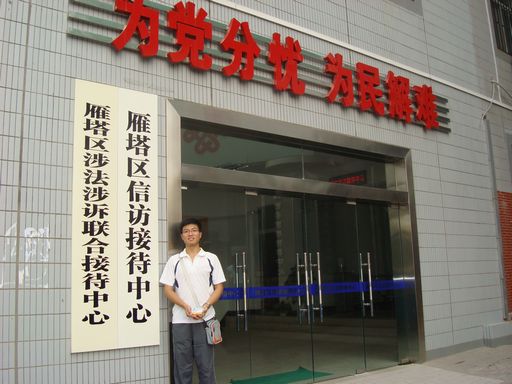 为党分忧 为民解难
雁塔区信访接待中心
雁塔区涉法涉诉联合接待中心